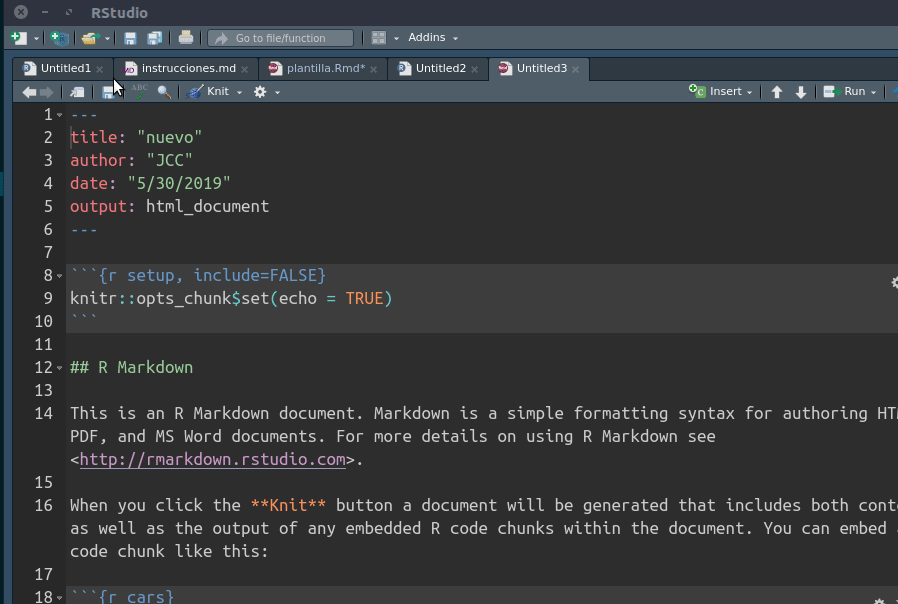 RStudio
Go to file/function
Addins
Untitled1 instrucciones.md plantilla.Rmd* Untitled2 Untitled3
ABC Knit Insert Run
1 ---
2 title: "nuevo"
3 author: "JCC"
4 date: "5/30/2019"
5 output: html_document
6 ---
7
8 ```{r setup, include=FALSE}
9 knitr::opts_chunk$set(echo = TRUE)
10 ```
11
12 ## R Markdown
13
14 This is an R Markdown document. Markdown is a simple formatting syntax for authoring HT
PDF, and MS Word documents. For more details on using R Markdown see
<http://rmarkdown.rstudio.com>.
15
16 When you click the **Knit** button a document will be generated that includes both cont
as well as the output of any embedded R code chunks within the document. You can embed
code chunk like this:
17
18 ```{r cars}